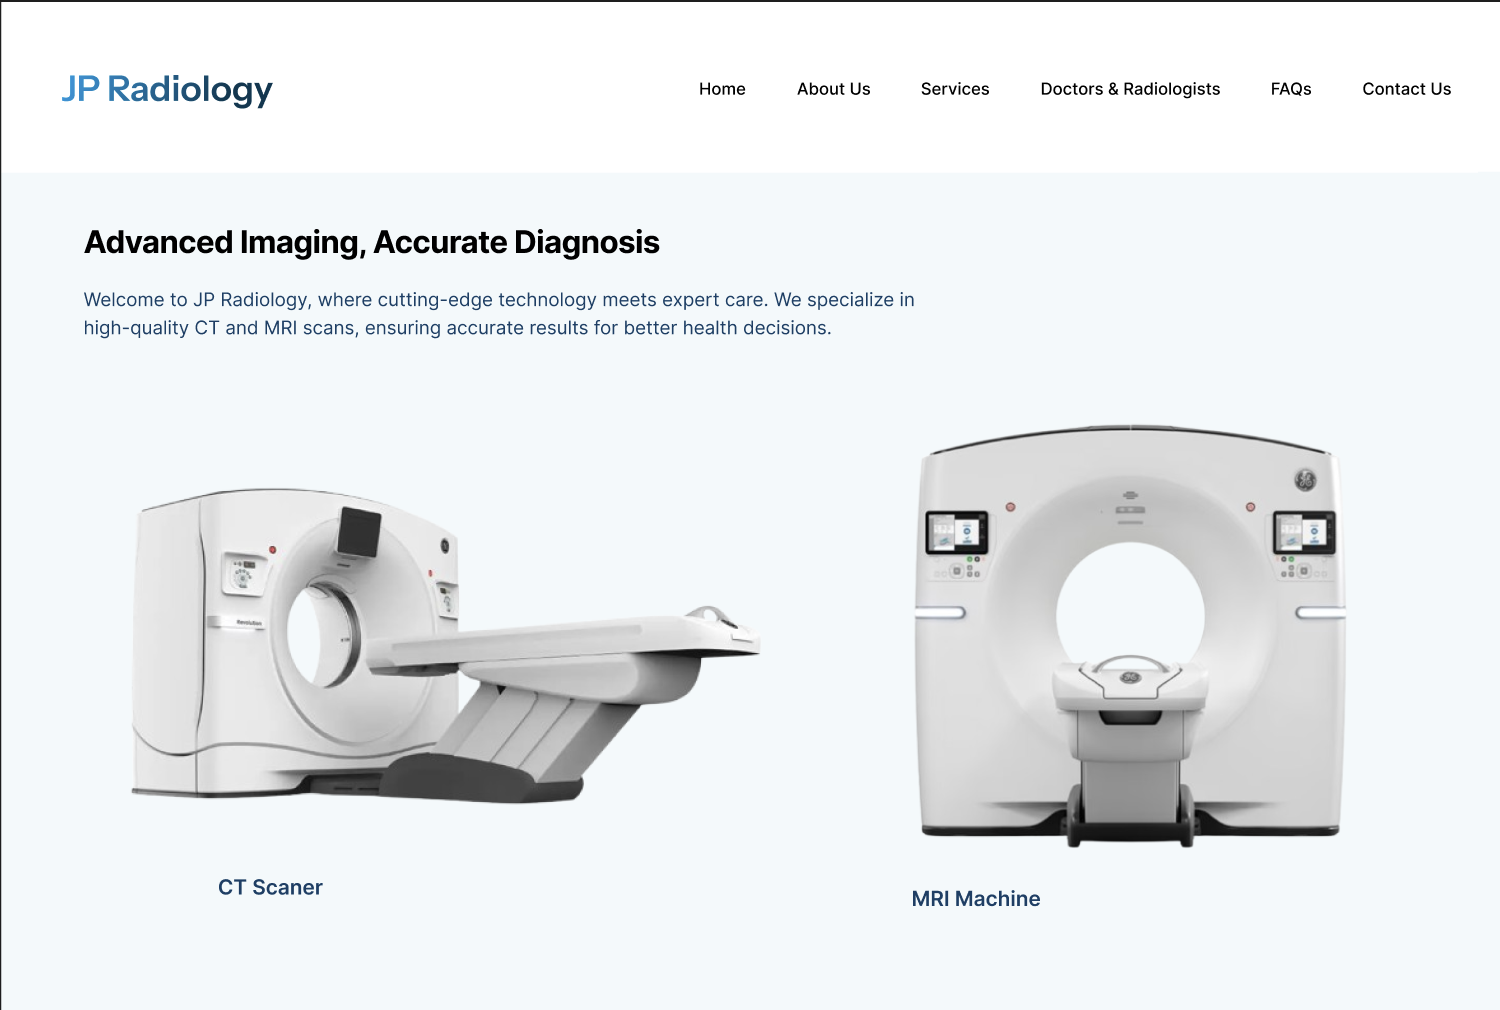 JP Radiology
Home
About Us
Services
Doctors & Radiologists
FAQs
Contact Us
Advanced Imaging, Accurate Diagnosis
Welcome to JP Radiology, where cutting-edge technology meets expert care. We specialize in
high-quality CT and MRI scans, ensuring accurate results for better health decisions.
Revolution
CT Scaner
MRI Machine